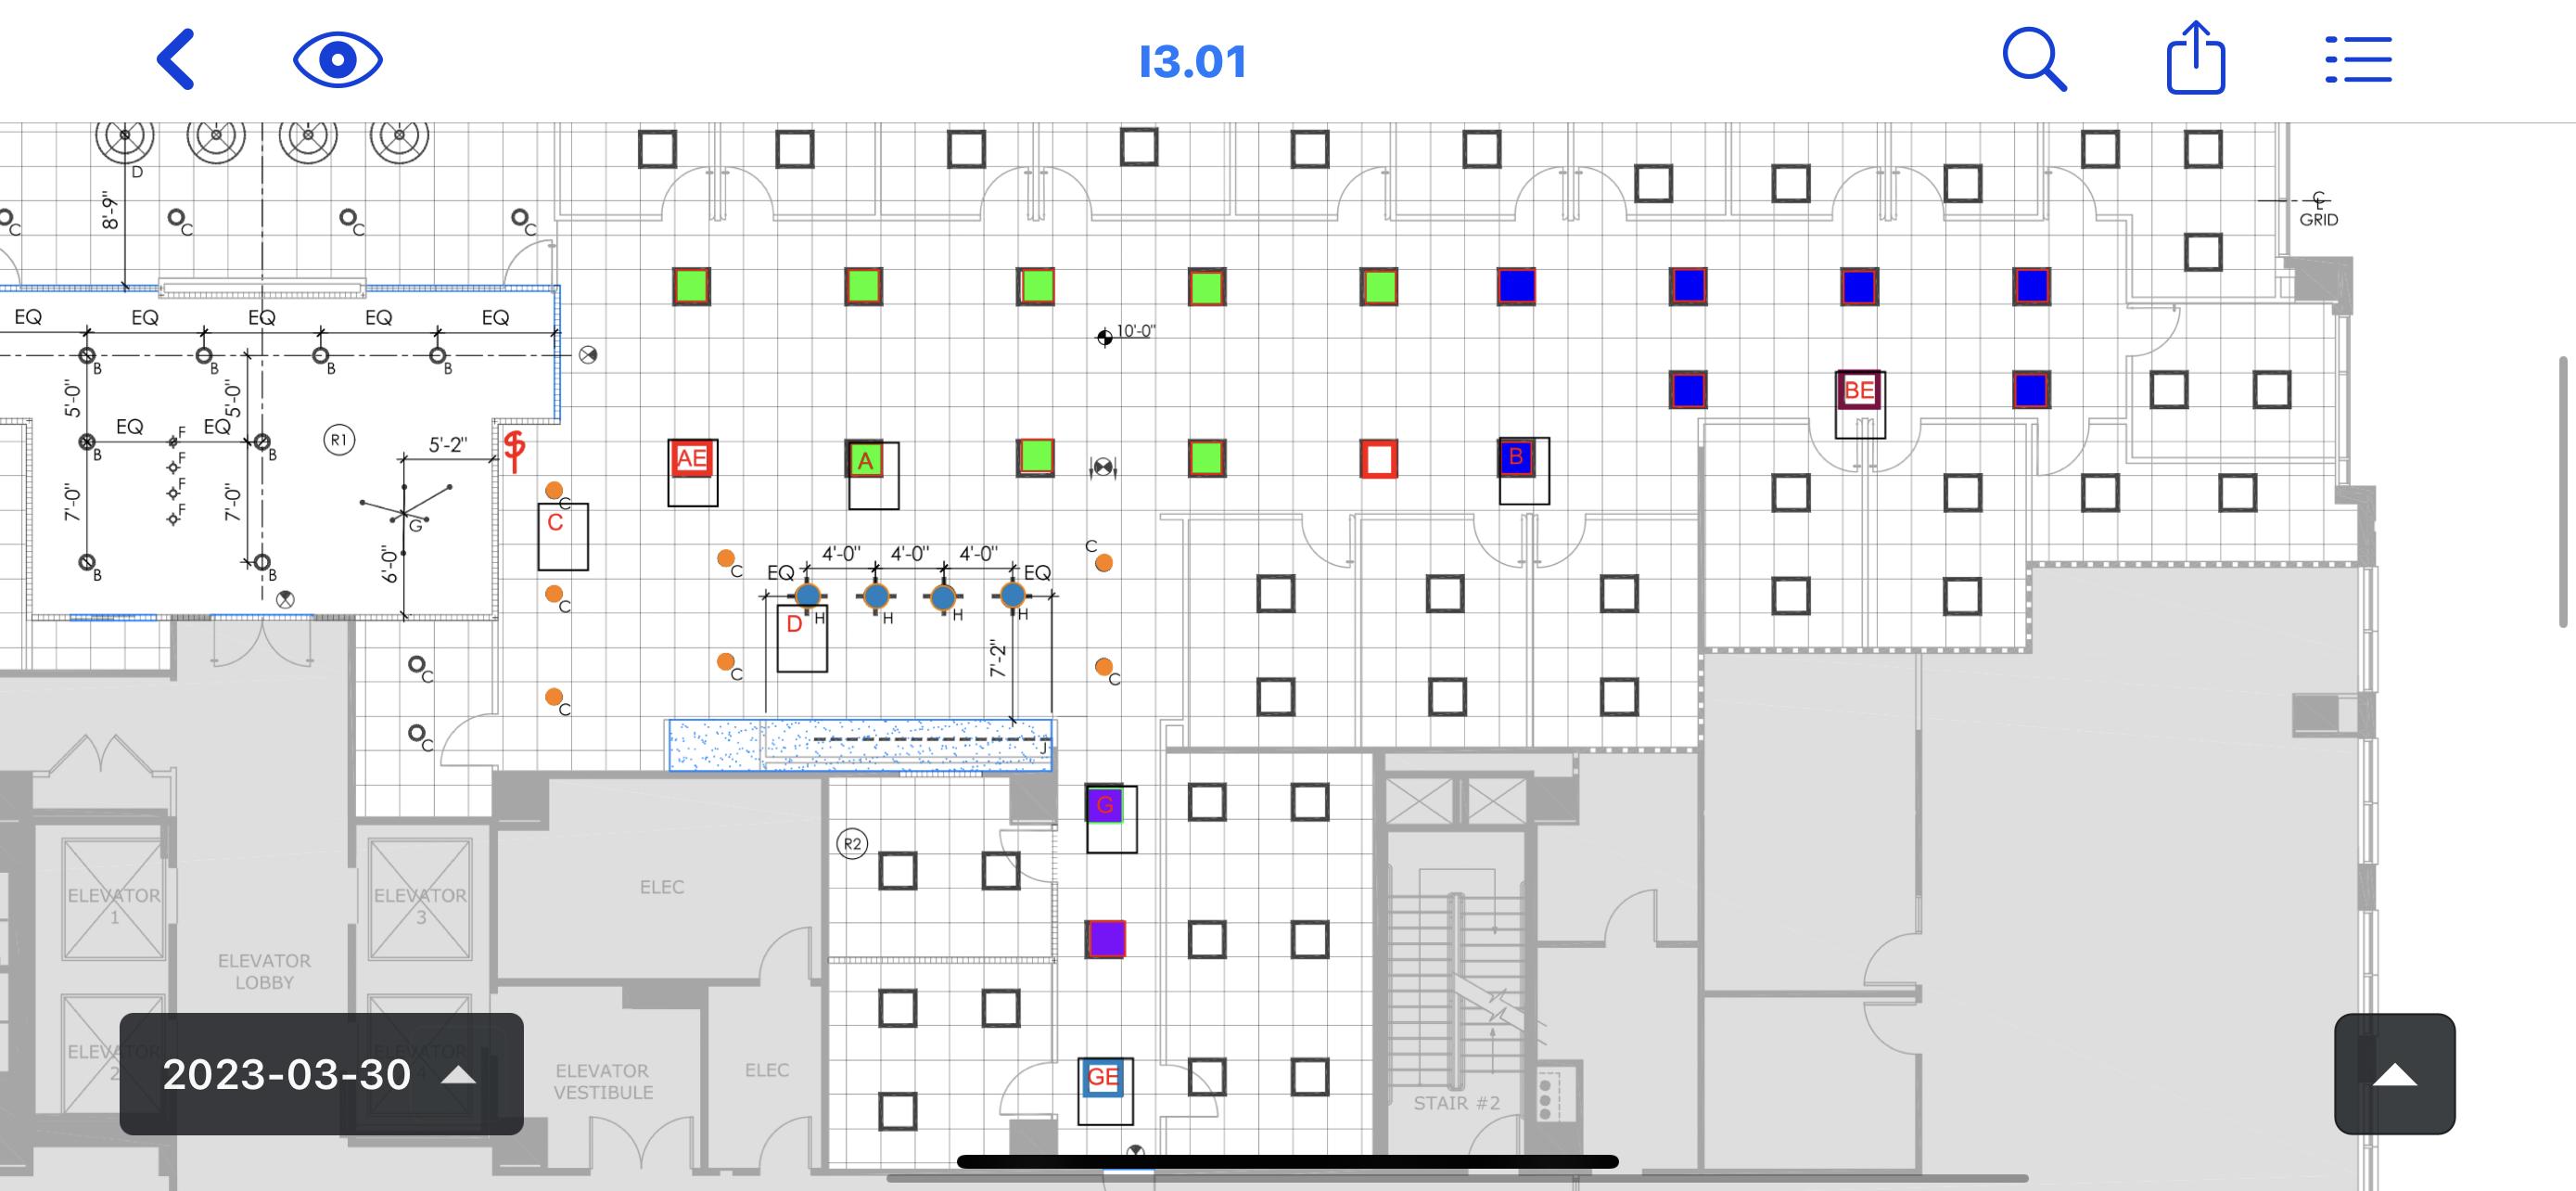 I3.01
D
8'-9"
C
C
C
C
℄
GRID
EQ
EQ
EQ
EQ
EQ
10'-0"
B
B
B
B
5'-0"
5'-0"
BE
EQ
EQ
F
R1
5'-2"
$
AE
A
B
B
B
F
F
F
7'-0"
7'-0"
G
C
C
6'-0"
4'-0"
4'-0"
4'-0"
C
EQ
EQ
B
B
C
C
D
H
H
H
H
7'-2"
C
C
C
C
C
J
G
R2
ELEVATOR
1
ELEVATOR
3
ELEC
ELEVATOR
LOBBY
2
2023-03-30
ELEVATOR
VESTIBULE
ELEC
GE
STAIR #2